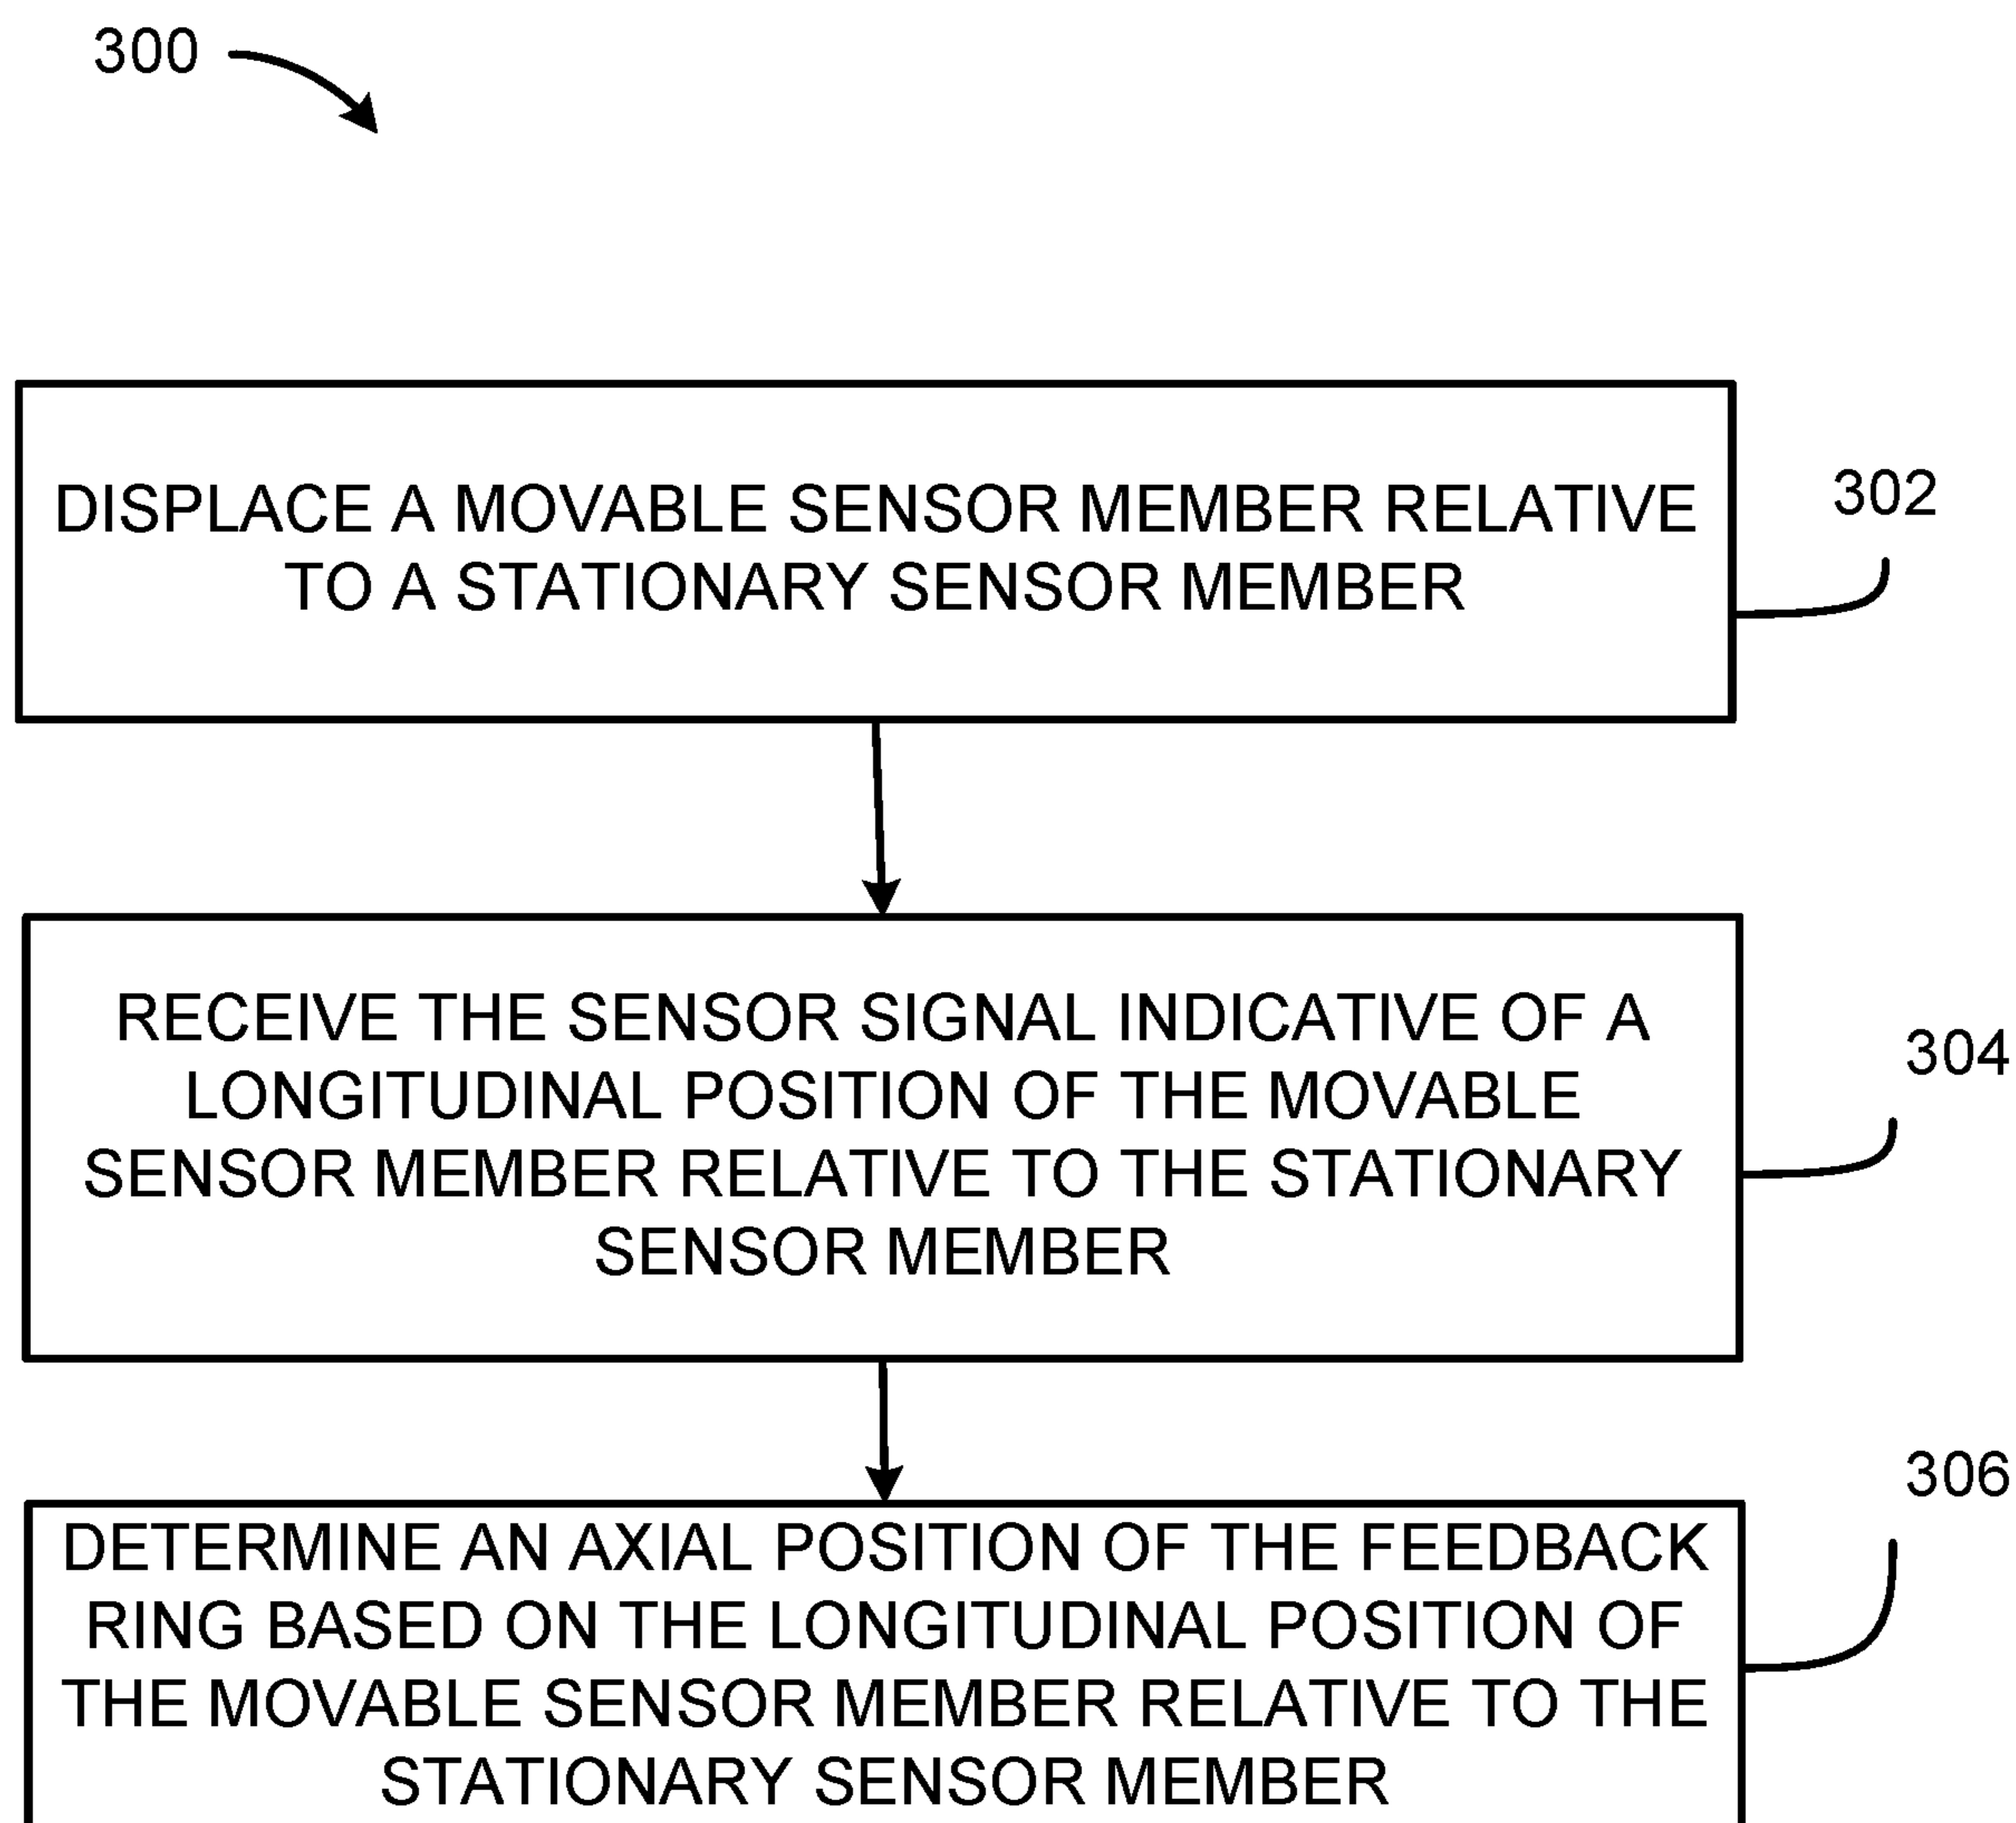 300
DISPLACE A MOVABLE SENSOR MEMBER RELATIVE
TO A STATIONARY SENSOR MEMBER
302
RECEIVE THE SENSOR SIGNAL INDICATIVE OF A
LONGITUDINAL POSITION OF THE MOVABLE
SENSOR MEMBER RELATIVE TO THE STATIONARY
SENSOR MEMBER
304
DETERMINE AN AXIAL POSITION OF THE FEEDBACK
RING BASED ON THE LONGITUDINAL POSITION OF
THE MOVABLE SENSOR MEMBER RELATIVE TO THE
STATIONARY SENSOR MEMBER
306